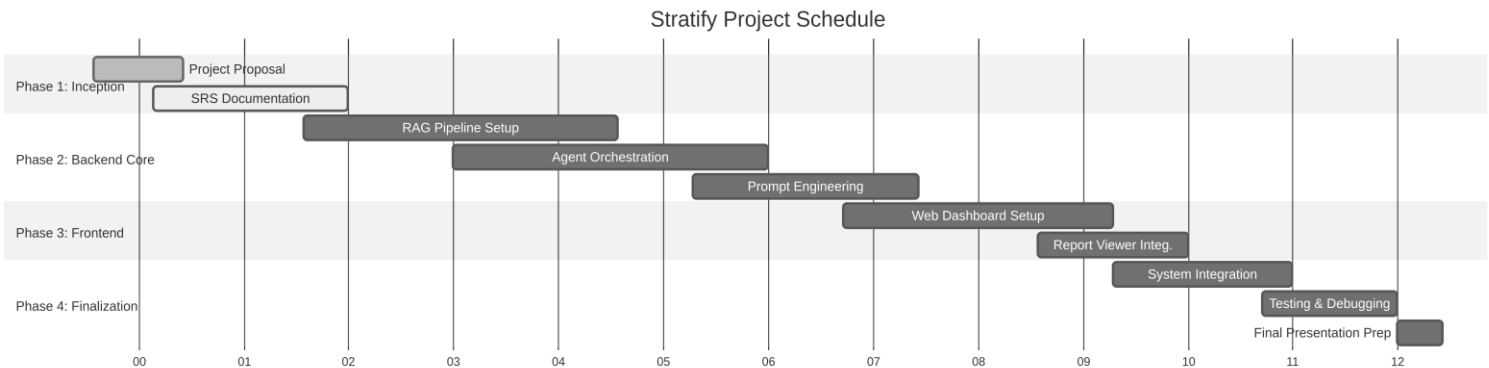 Stratify Project Schedule
Project Proposal
Phase 1: Inception
SRS Documentation
RAG Pipeline Setup
Phase 2: Backend Core
Agent Orchestration
Prompt Engineering
Web Dashboard Setup
Phase 3: Frontend
Report Viewer Integ.
System Integration
Phase 4: Finalization
Testing & Debugging
Final Presentation Prep
00 01 02 03 04 05 06 07 08 09 10 11 12